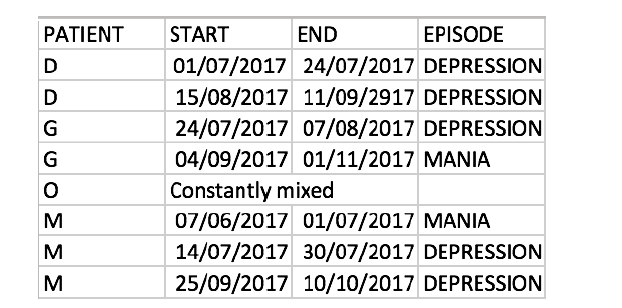 PATIENT START END EPISODE
D 01/07/2017 24/07/2017 DEPRESSION
D 15/08/2017 11/09/2917 DEPRESSION
G 24/07/2017 07/08/2017 DEPRESSION
G 04/09/2017 01/11/2017 MANIA
O Constantly mixed
M 07/06/2017 01/07/2017 MANIA
M 14/07/2017 30/07/2017 DEPRESSION
M 25/09/2017 10/10/2017 DEPRESSION